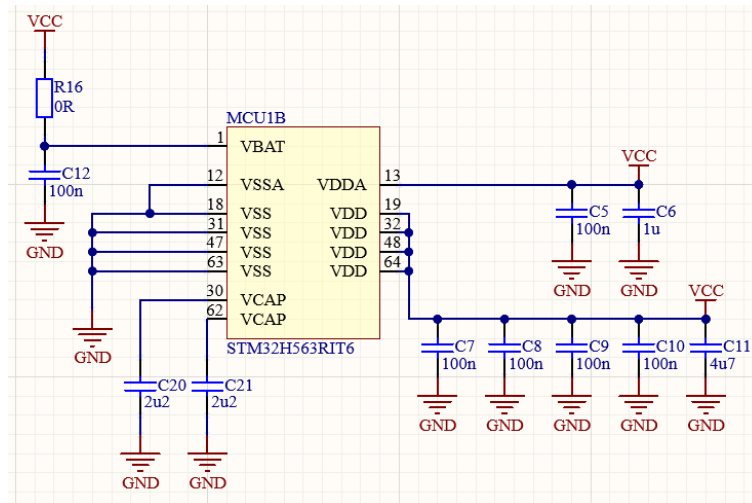 VCC
R16
0R
MCU1B
1 VBAT
C12
100n
VCC
12 VSSA VDDA 13
18 VSS VDD 19
31 VSS VDD 32
47 VSS VDD 48
63 VSS VDD 64
C5
100n
C6
1u
GND
GND
GND
30 VCAP
62 VCAP
VCC
STM32H563RIT6
GND
C7
100n
C8
100n
C9
100n
C10
100n
C11
4u7
C20
2u2
C21
2u2
GND
GND
GND
GND
GND
GND
GND